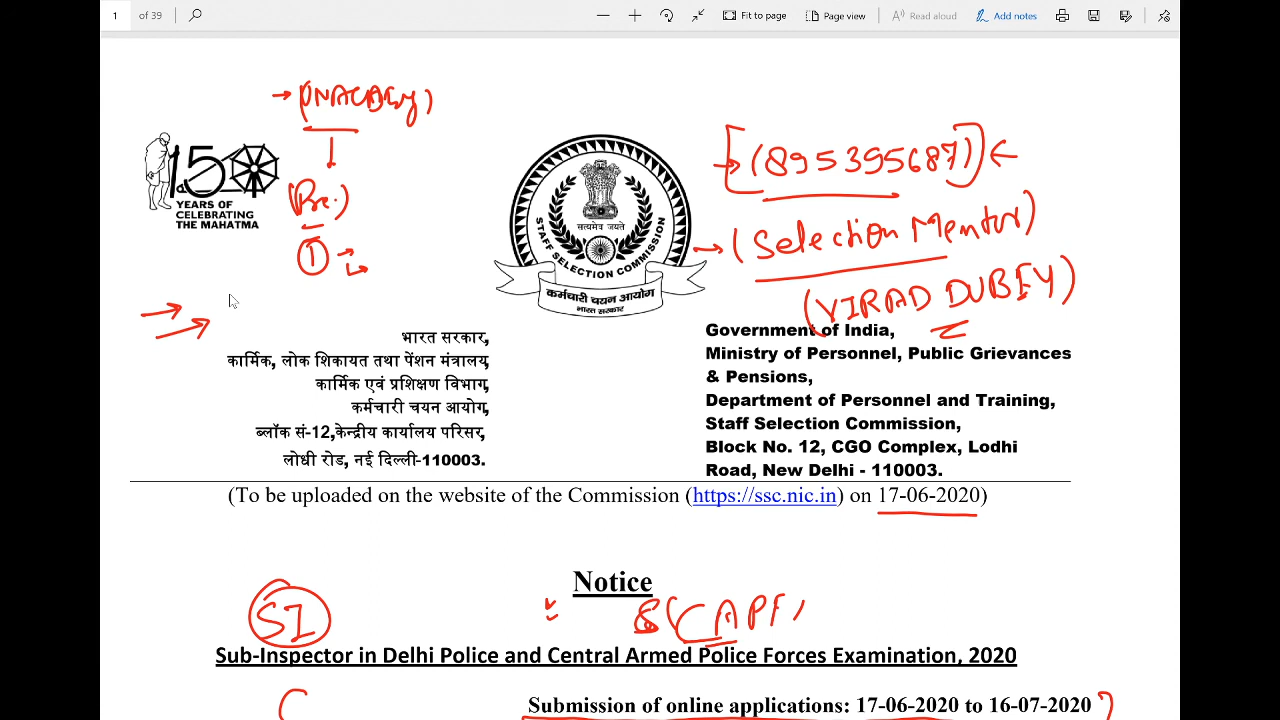 1 of 39 Fit to page Page view Read aloud Add notes
(UNACADEMY)
(8953956871)
(Pre.)
1
(Selection Mentor)
(VIRAD DUBEY)
150
YEARS OF
CELEBRATING
THE MAHATMA
सत्यमेव जयते
STAFF SELECTION COMMISSION
कर्मचारी चयन आयोग
भारत सरकार
भारत सरकार,
कार्मिक, लोक शिकायत तथा पेंशन मंत्रालय,
कार्मिक एवं प्रशिक्षण विभाग,
कर्मचारी चयन आयोग,
ब्लॉक सं-12,केन्द्रीय कार्यालय परिसर,
लोधी रोड, नई दिल्ली-110003.
Government of India,
Ministry of Personnel, Public Grievances
& Pensions,
Department of Personnel and Training,
Staff Selection Commission,
Block No. 12, CGO Complex, Lodhi
Road, New Delhi - 110003.
(To be uploaded on the website of the Commission (https://ssc.nic.in) on 17-06-2020)
Notice
SI
& (CAPF)
Sub-Inspector in Delhi Police and Central Armed Police Forces Examination, 2020
Submission of online applications: 17-06-2020 to 16-07-2020